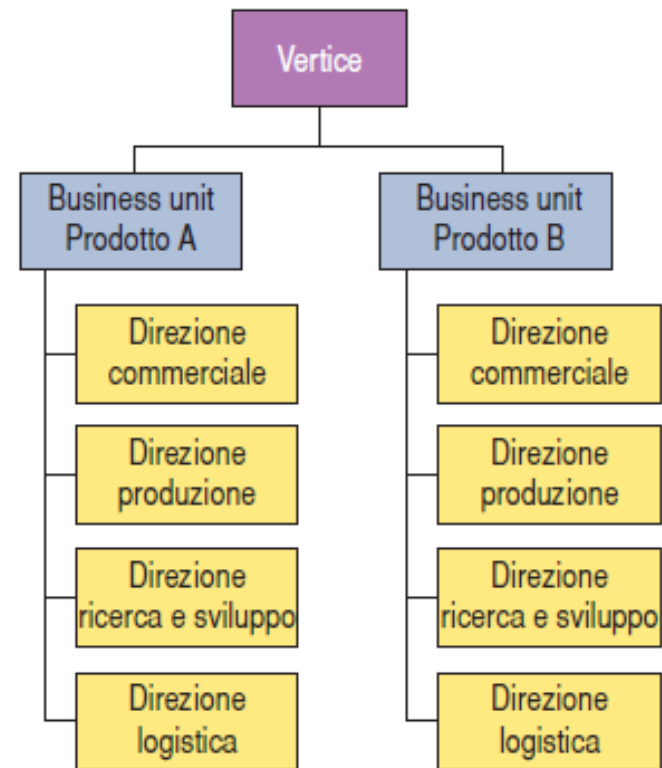 Vertice
Business unit
Prodotto A
Business unit
Prodotto B
Direzione
commerciale
Direzione
produzione
Direzione
ricerca e sviluppo
Direzione
logistica
Direzione
commerciale
Direzione
produzione
Direzione
ricerca e sviluppo
Direzione
logistica